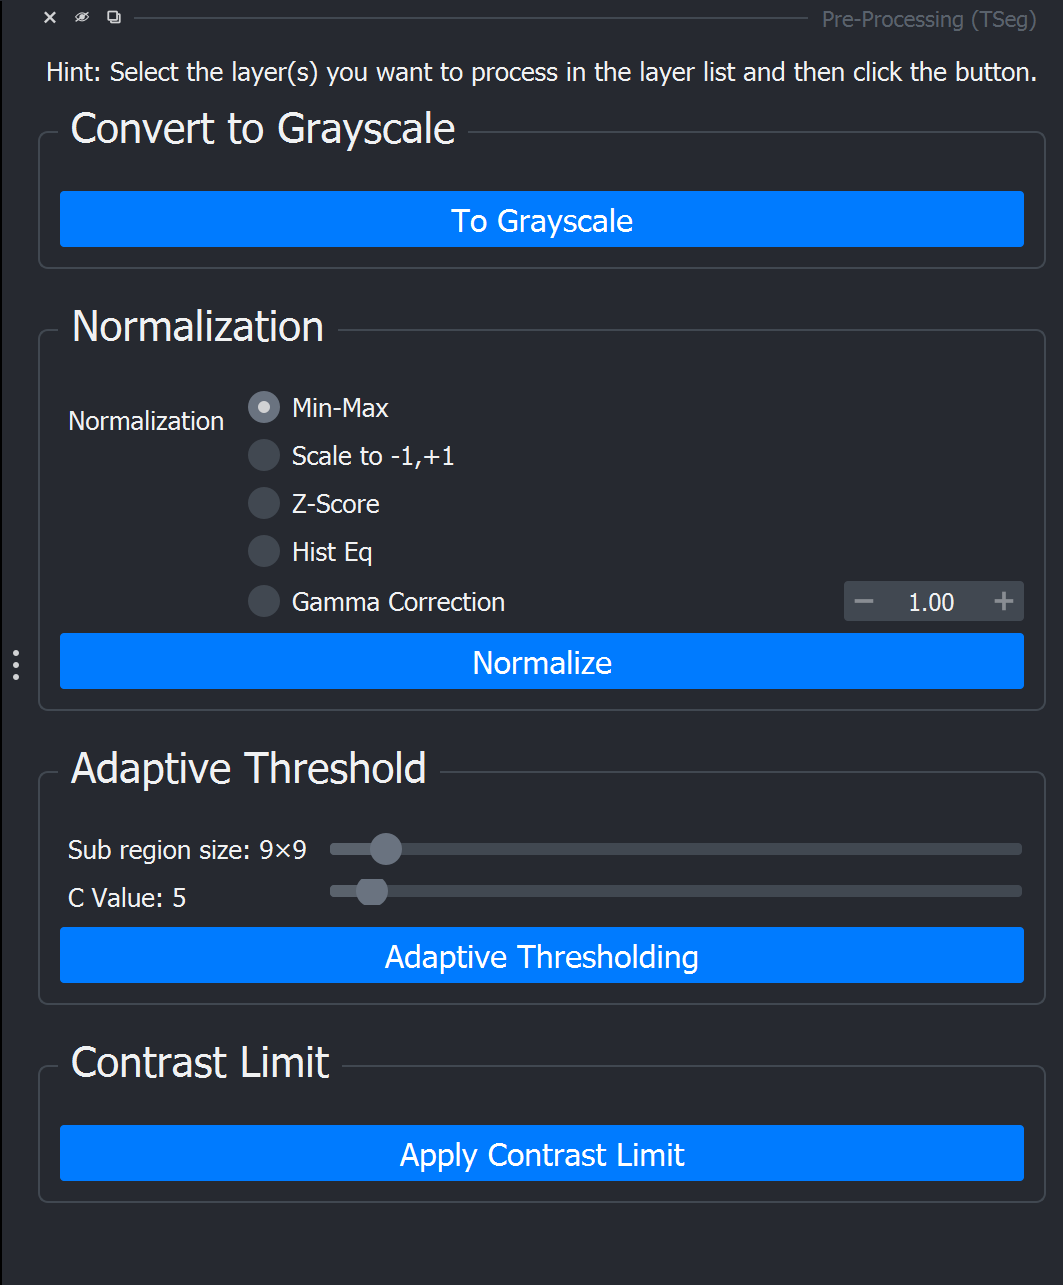 Pre-Processing (TSeg)
Hint: Select the layer(s) you want to process in the layer list and then click the button.
Convert to Grayscale
To Grayscale
Normalization
Normalization
Min-Max
Scale to -1,+1
Z-Score
Hist Eq
Gamma Correction
1.00
Normalize
Adaptive Threshold
Sub region size: 9×9
C Value: 5
Adaptive Thresholding
Contrast Limit
Apply Contrast Limit